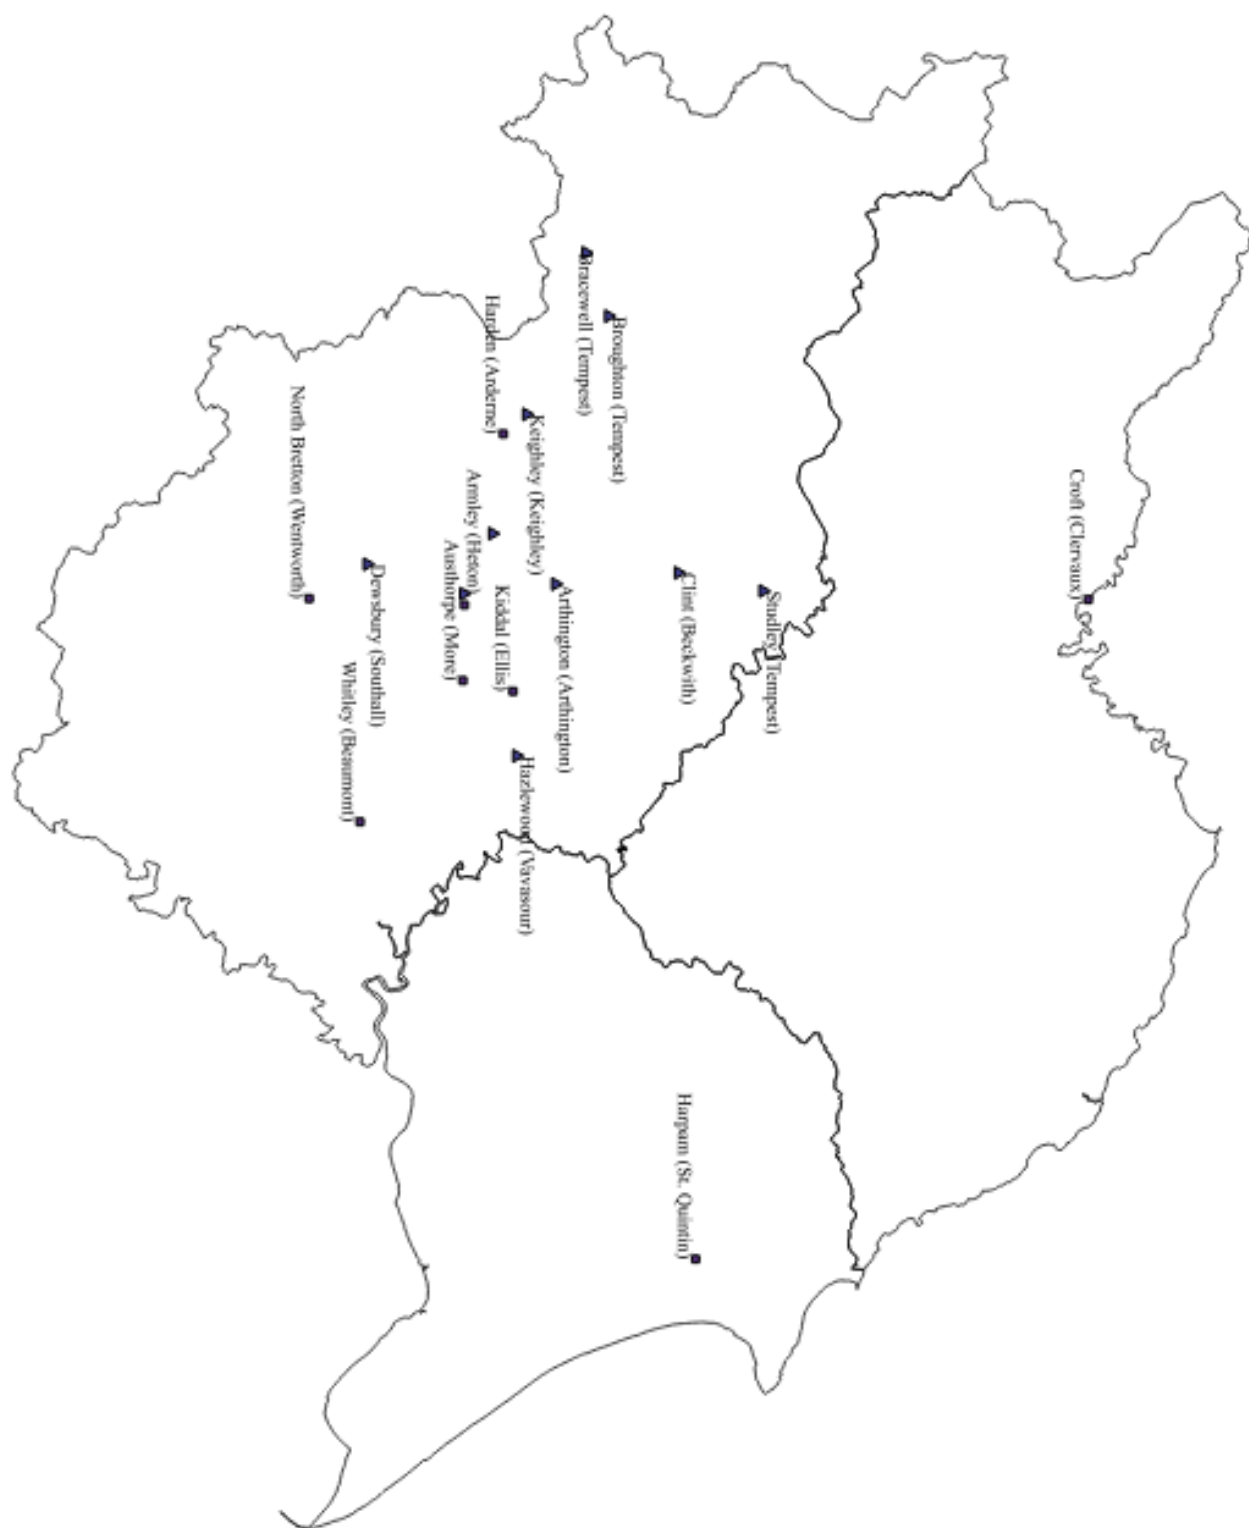 Croft (Clervaux)
Studley (Tempest)
Clint (Beckwith)
Broughton (Tempest)
Bracewell (Tempest)
Arthington (Arthington)
Keighley (Keighley)
Hazlewood (Vavasour)
Harden (Arderne)
Kiddal (Ellis)
Armley (Heton)
Austhorpe (More)
Dewsbury (Southall)
Whitley (Beaumont)
North Bretton (Wentworth)
Harpam (St. Quintin)